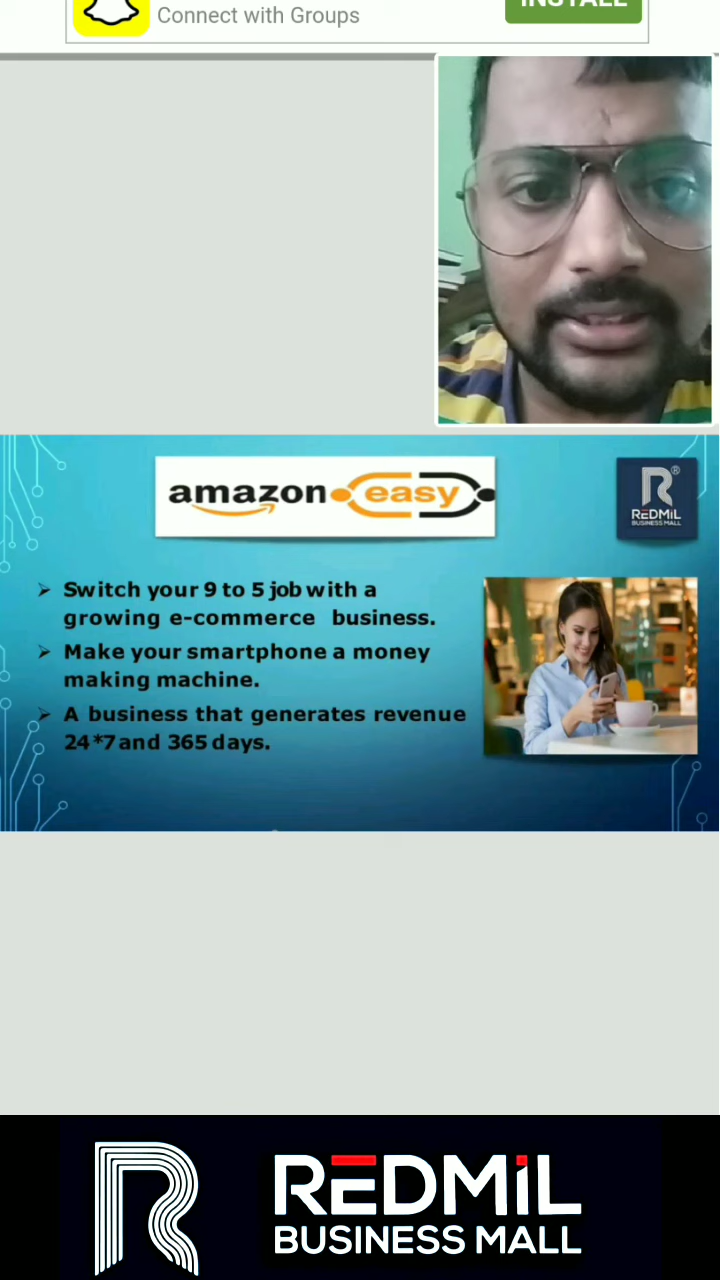 Connect with Groups
INSTALL
amazon easy
R®
REDMIL
BUSINESS MALL
Switch your 9 to 5 job with a
growing e-commerce business.
Make your smartphone a money
making machine.
A business that generates revenue
24*7 and 365 days.
R REDMIL
BUSINESS MALL